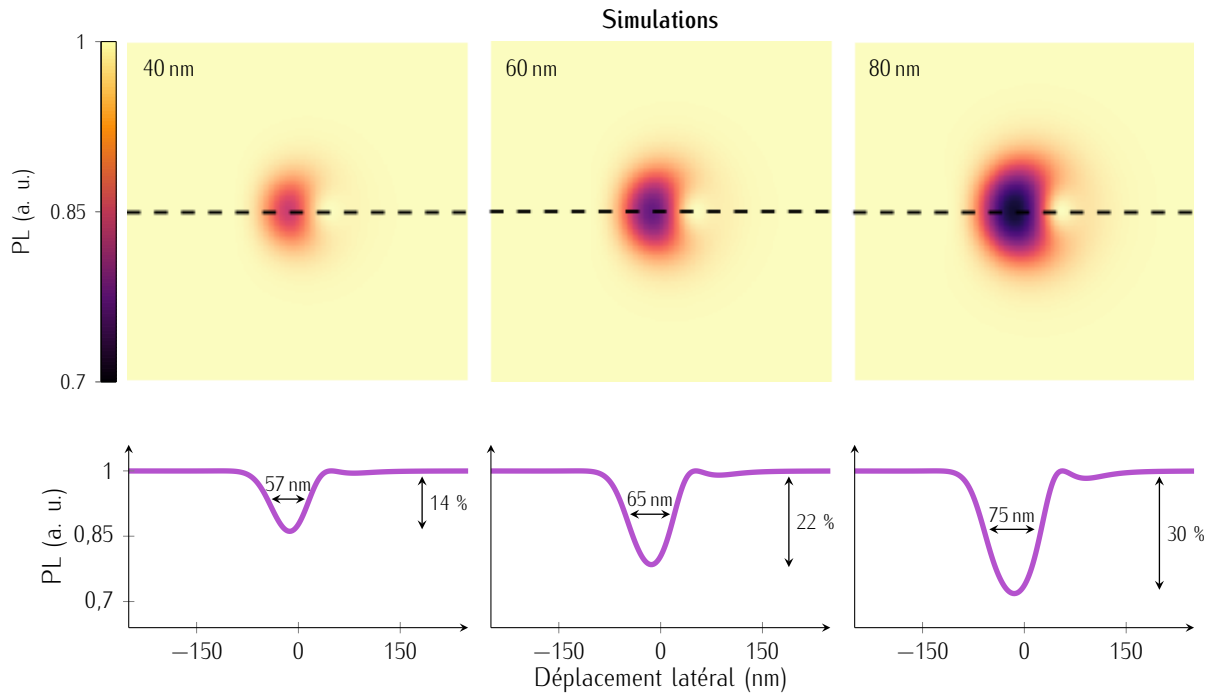 Simulations
1
0.85
0.7
PL (a. u.)
40 nm
60 nm
80 nm
1
0,85
0,7
PL (a. u.)
57 nm
14 %
65 nm
22 %
75 nm
30 %
−150 0 150
−150 0 150
−150 0 150
Déplacement latéral (nm)